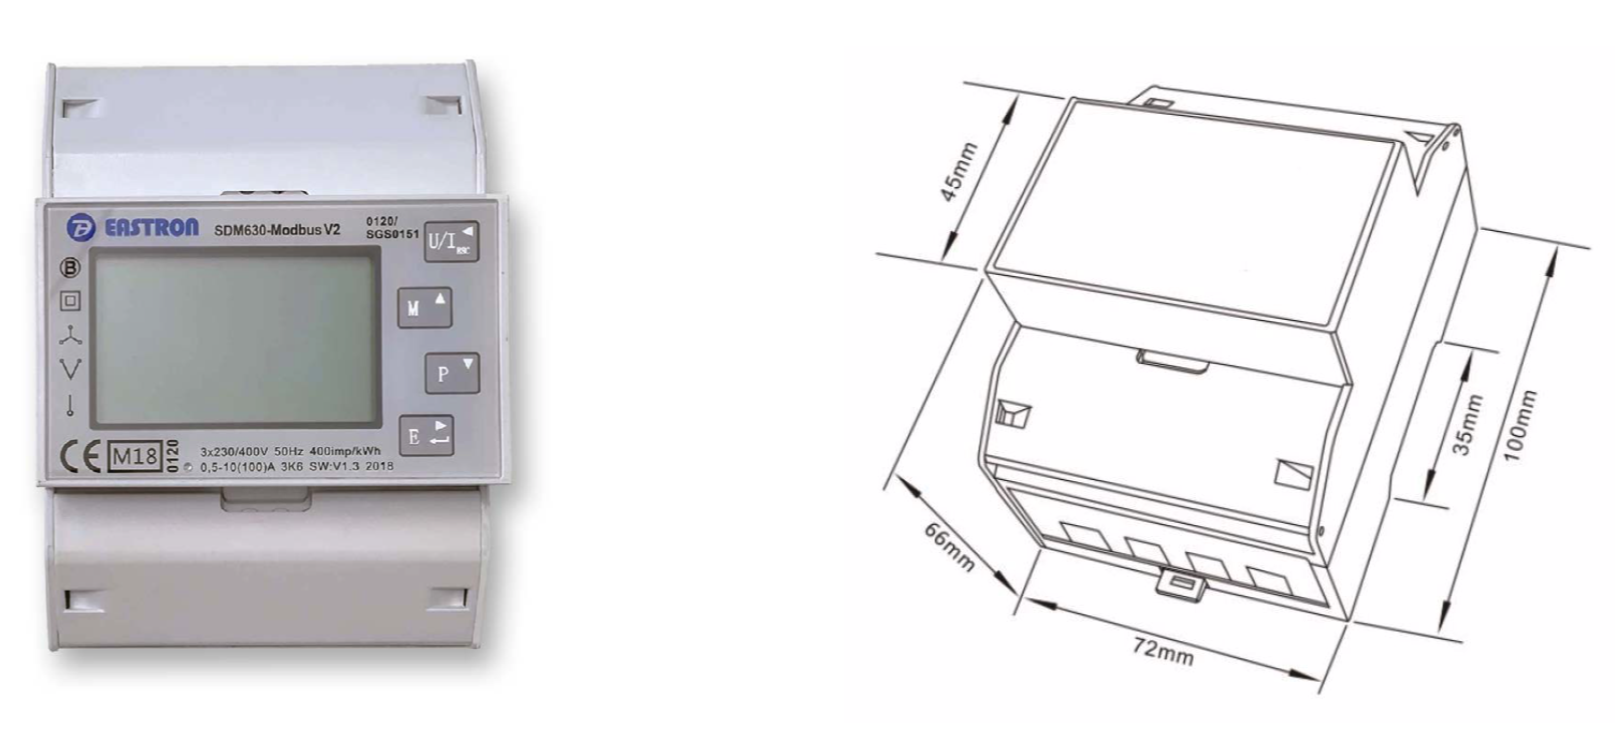 EASTRON SDM630-Modbus V2 0120/
SGS0151
U/I
ESC
B
M
P
E
CE M18 0120
3x230/400V 50Hz 400imp/kWh
0,5-10(100)A 3K6 SW:V1.3 2018
45mm
35mm
100mm
66mm
72mm